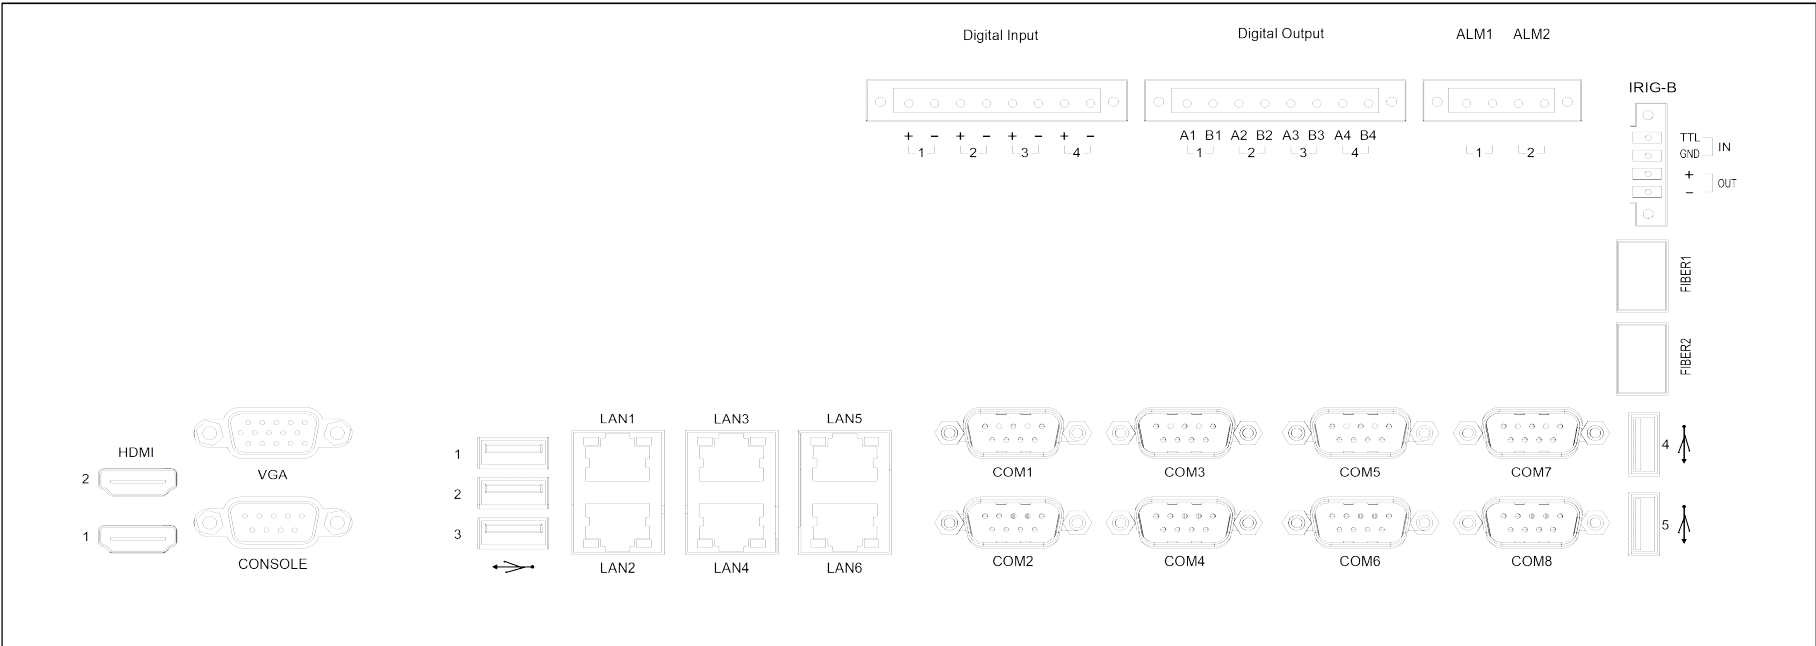 Digital Input
Digital Output
ALM1 ALM2
IRIG-B
+ − + − + − + −
1 2 3 4
A1 B1 A2 B2 A3 B3 A4 B4
1 2 3 4
1 2
TTL
GND
IN
+
−
OUT
FIBER1
FIBER2
HDMI
2
1
VGA
CONSOLE
1
2
3
LAN1 LAN3 LAN5
LAN2 LAN4 LAN6
COM1 COM3 COM5 COM7
COM2 COM4 COM6 COM8
4
5